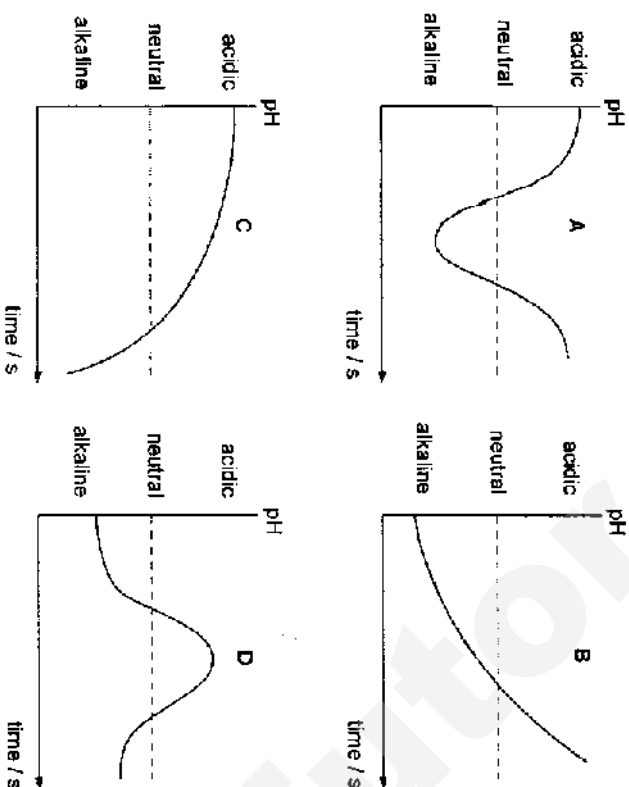 pH
acidic
neutral
alkaline
A
time / s
pH
acidic
neutral
alkaline
B
time / s
pH
acidic
neutral
alkaline
C
time / s
pH
acidic
neutral
alkaline
D
time / s
utor